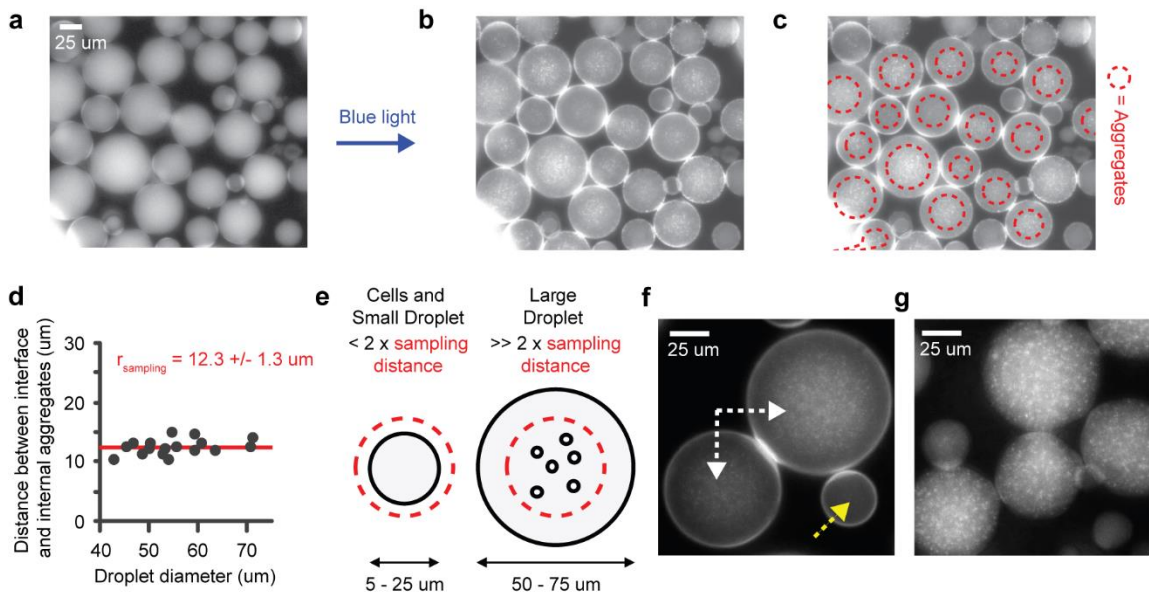 a
25 um
Blue light
b
c
= Aggregates
d
Distance between interface
and internal aggregates (um)
30
20
10
0
r sampling = 12.3 +/- 1.3 um
40 50 60 70
Droplet diameter (um)
e
Cells and
Small Droplet
< 2 x sampling
distance
5 - 25 um
Large
Droplet
>> 2 x sampling
distance
50 - 75 um
f
25 um
g
25 um